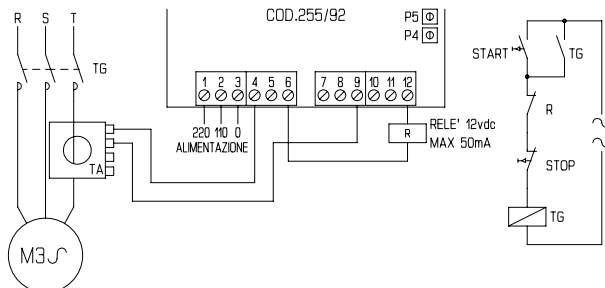 COD.255/92
P5
P4
R S T
TG
1 2 3 4 5 6
7 8 9 10 11 12
220 110 0
ALIMENTAZIONE
R
RELE' 12vdc
MAX 50mA
TA
M3
START
TG
R
STOP
TG